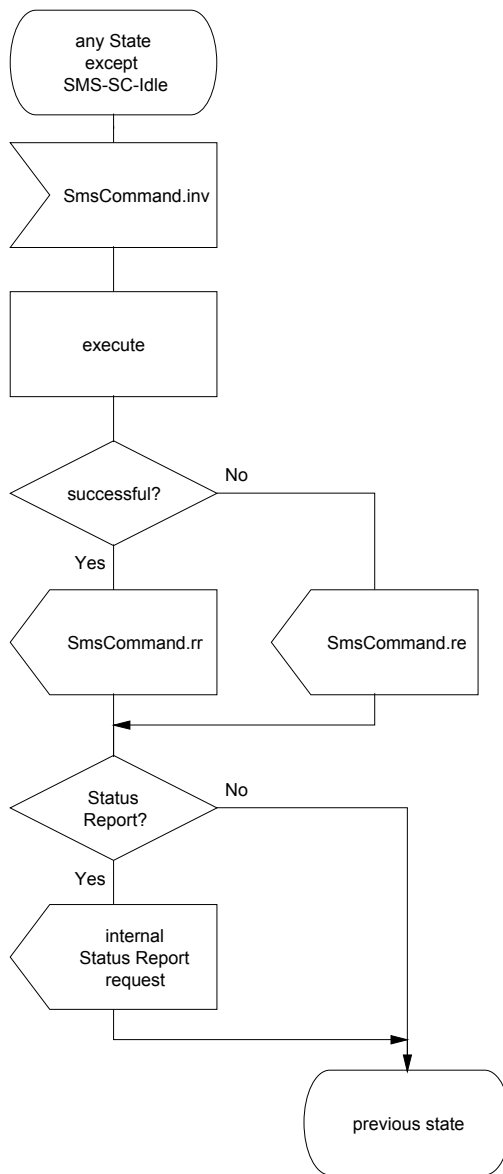 any State
except
SMS-SC-Idle
SmsCommand.inv
execute
successful?
No
Yes
SmsCommand.rr
SmsCommand.re
Status
Report?
No
Yes
internal
Status Report
request
previous state